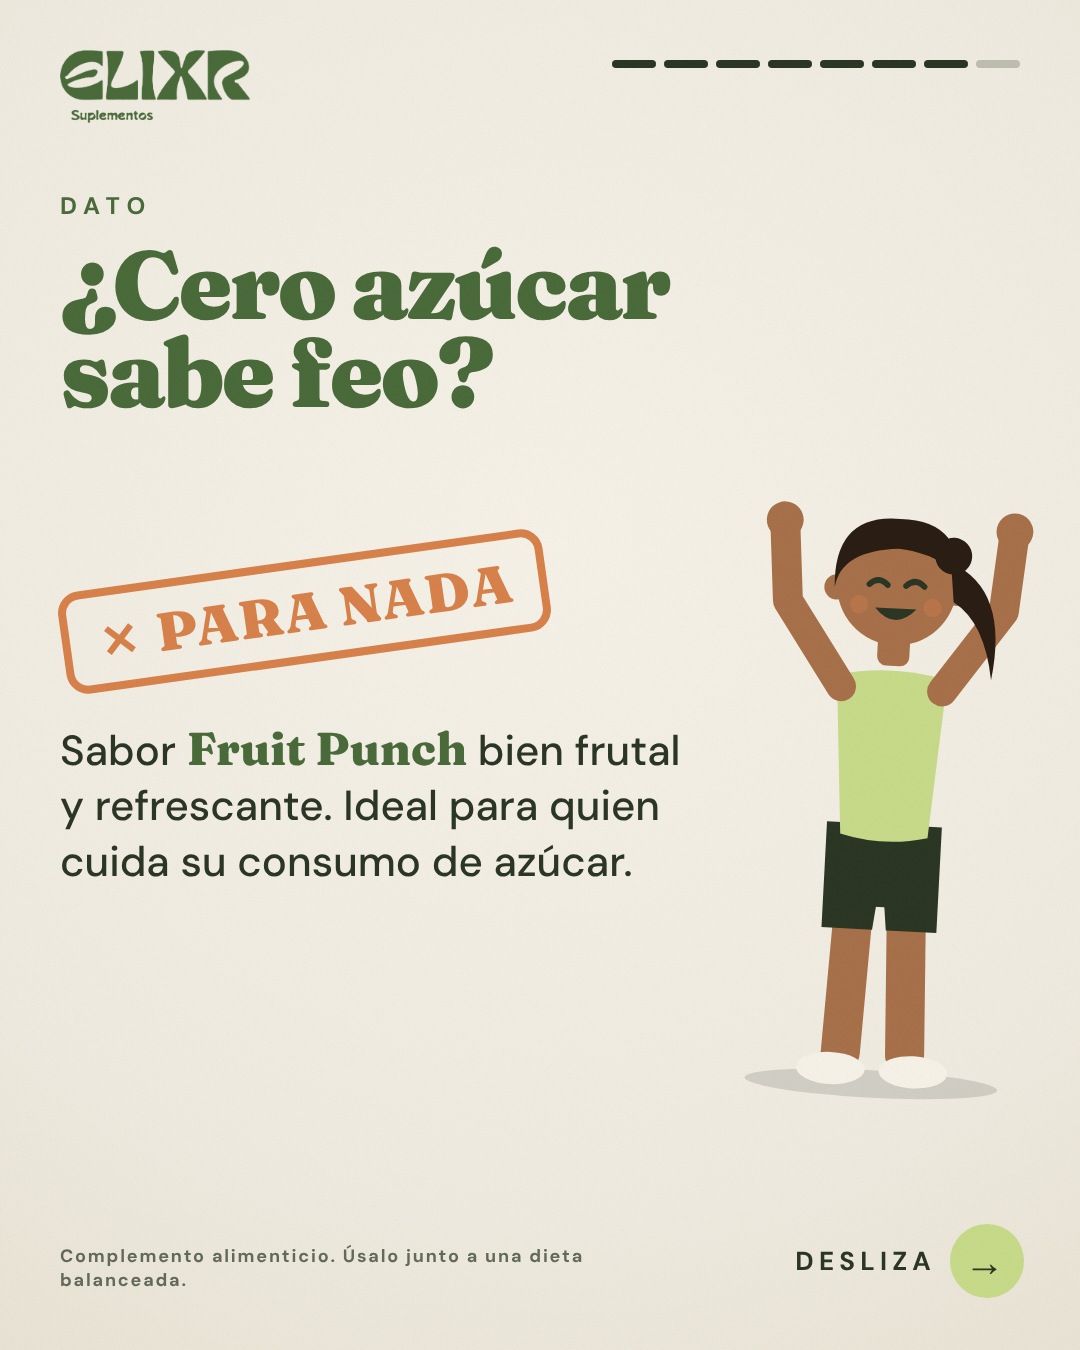 ELIXR
Suplementos
DATO
¿Cero azúcar
sabe feo?
× PARA NADA
Sabor Fruit Punch bien frutal
y refrescante. Ideal para quien
cuida su consumo de azúcar.
Complemento alimenticio. Úsalo junto a una dieta
balanceada.
DESLIZA →